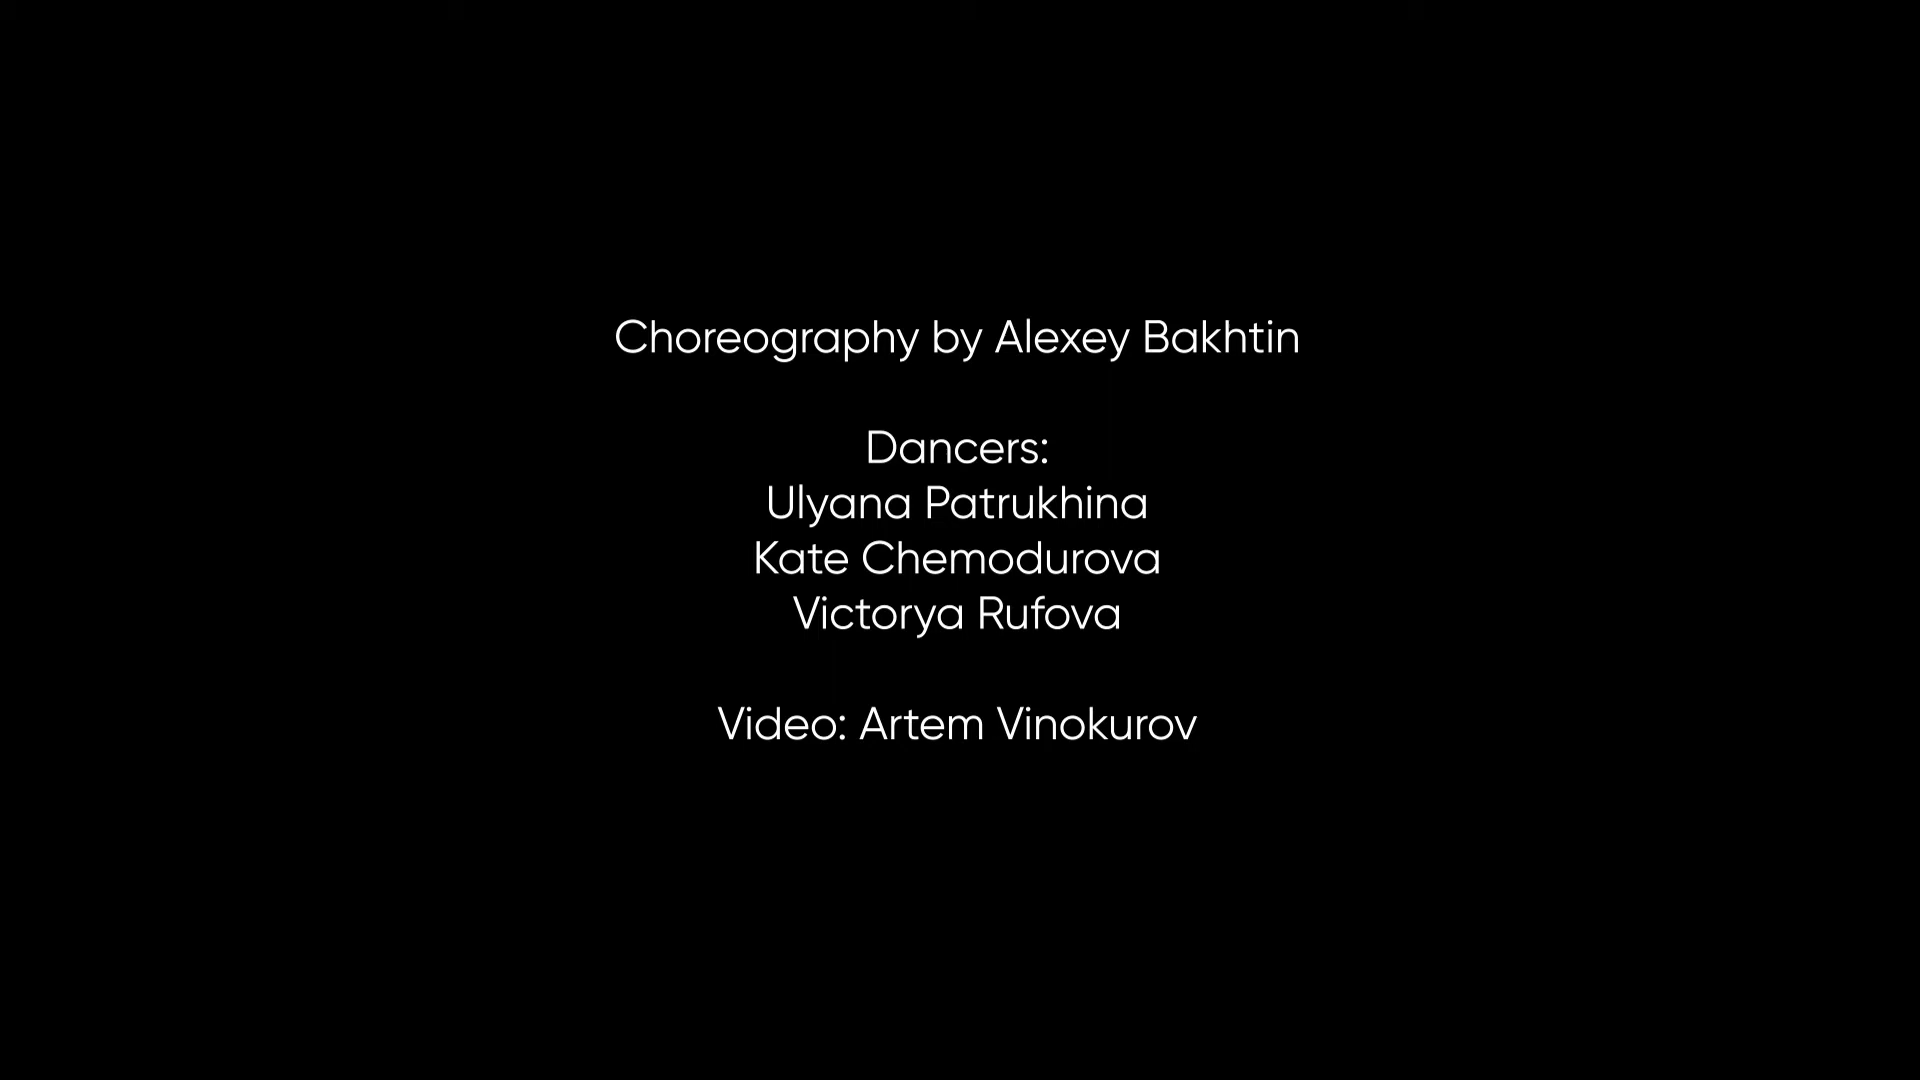 Choreography by Alexey Bakhtin
Dancers:
Ulyana Patrukhina
Kate Chemodurova
Victorya Rufova
Video: Artem Vinokurov